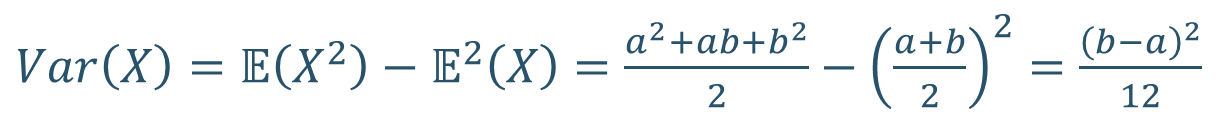 Var(X) = 𝔼(X²) − 𝔼²(X) = (a²+ab+b²)/2 − ((a+b)/2)² = (b−a)²/12